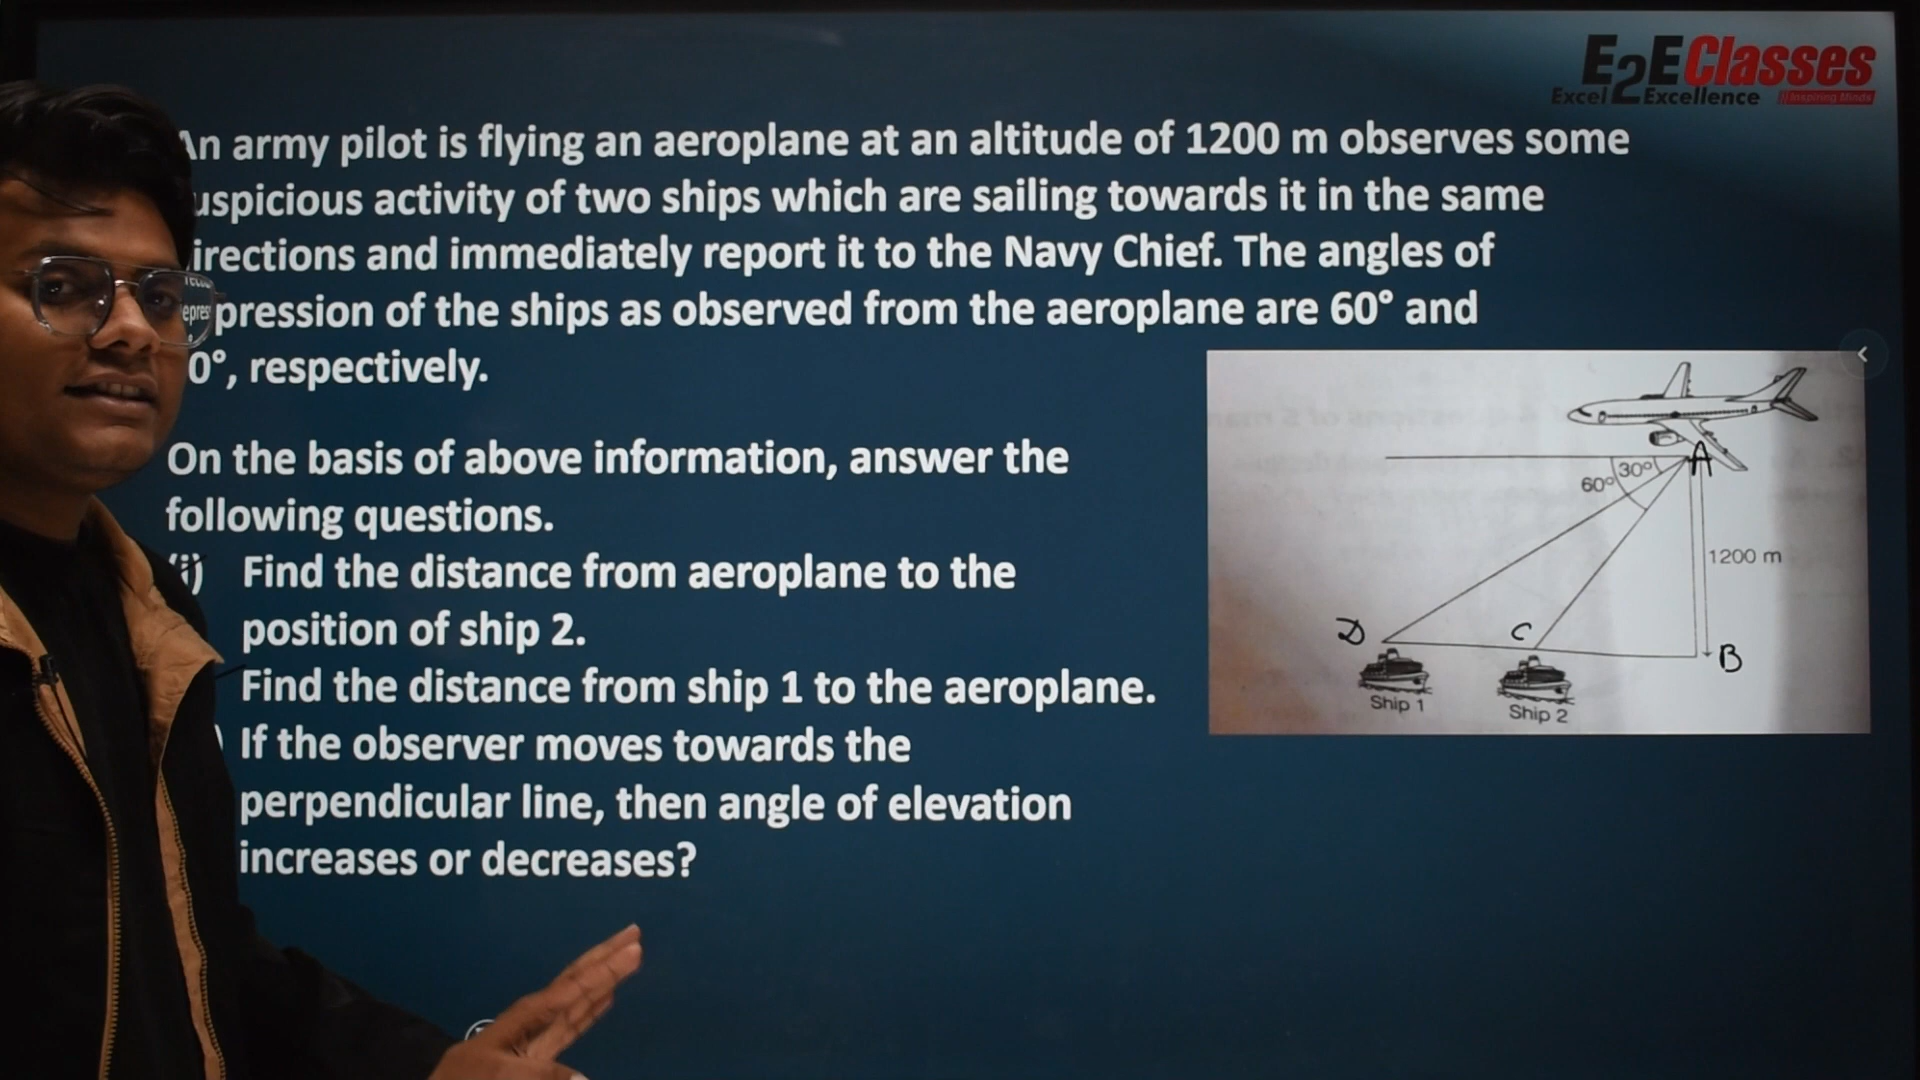 E2E Classes
Excel 2 Excellence Inspiring Minds
An army pilot is flying an aeroplane at an altitude of 1200 m observes some
uspicious activity of two ships which are sailing towards it in the same
irections and immediately report it to the Navy Chief. The angles of
epression of the ships as observed from the aeroplane are 60° and
0°, respectively.
On the basis of above information, answer the
following questions.
(i) Find the distance from aeroplane to the
position of ship 2.
Find the distance from ship 1 to the aeroplane.
) If the observer moves towards the
perpendicular line, then angle of elevation
increases or decreases?
A
30°
60°
1200 m
D
C
B
Ship 1
Ship 2